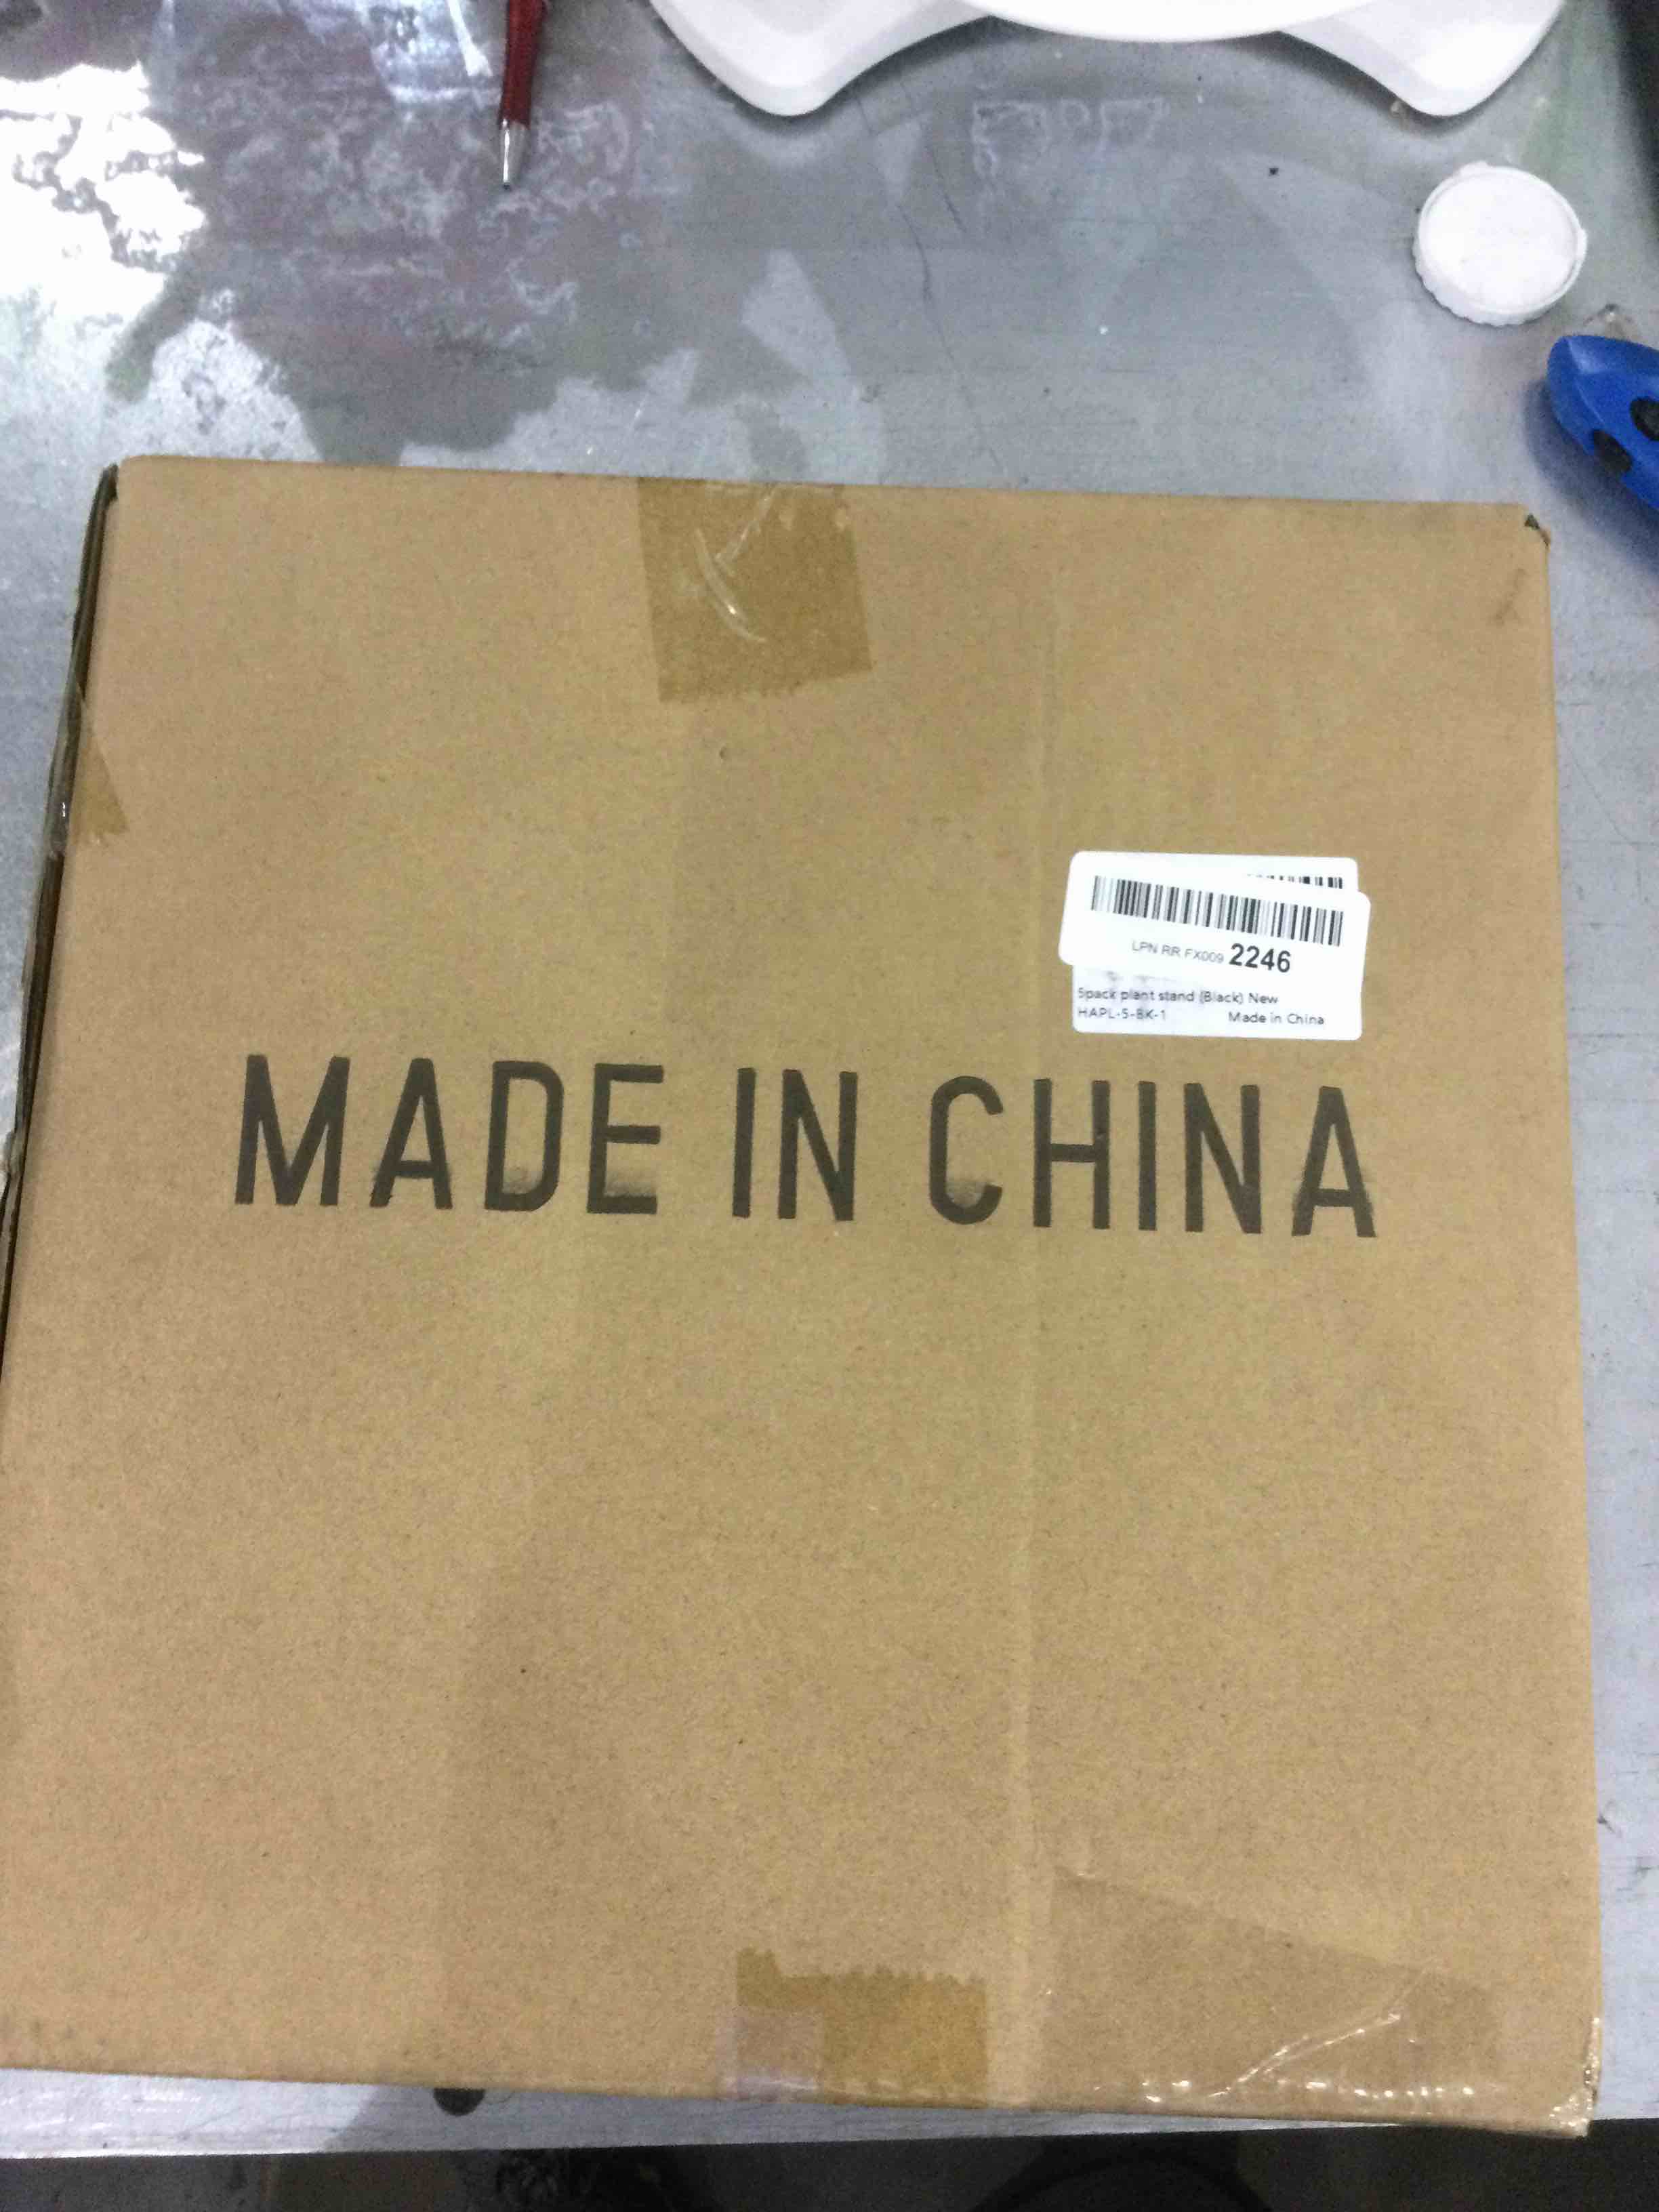 LPN RR FX009 2246
5pack plant stand (Black) New
HAPL-5-BK-1 Made in China
MADE IN CHINA